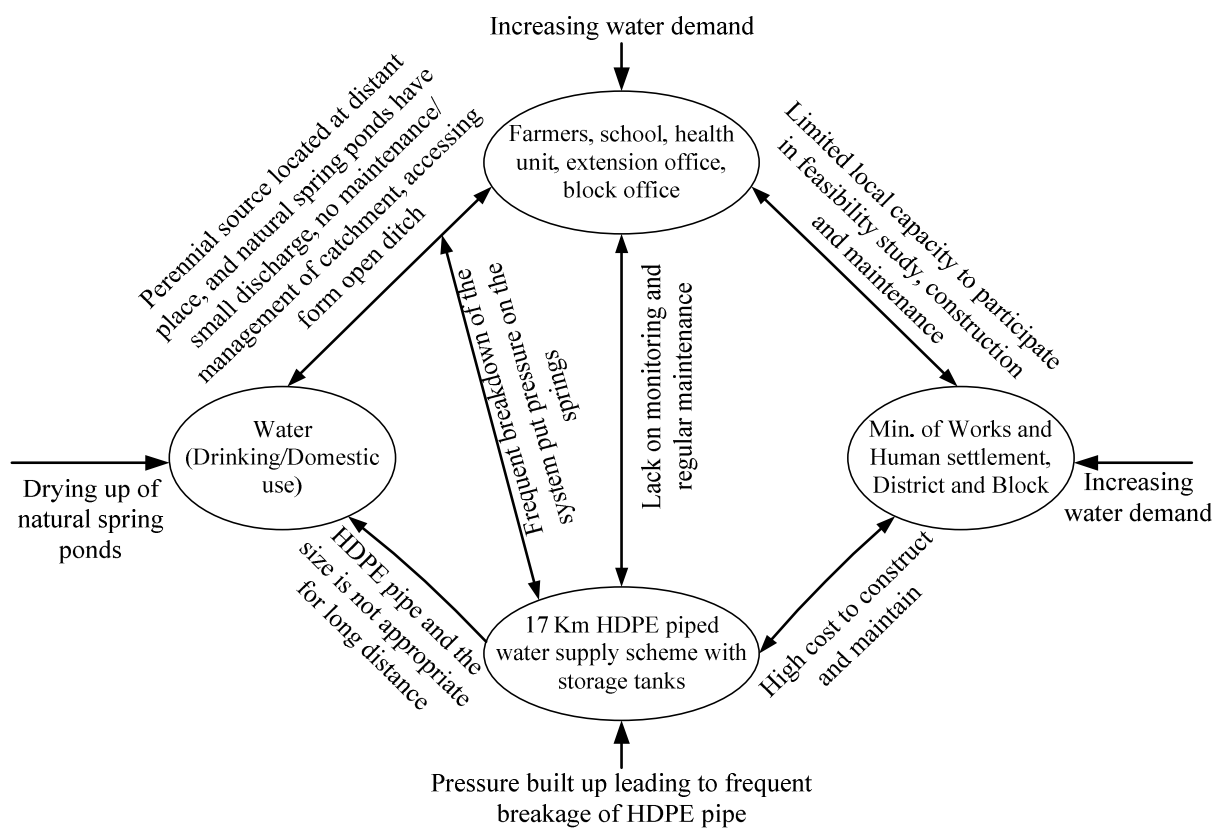 Increasing water demand
Farmers, school, health
unit, extension office,
block office
Perennial source located at distant
place, and natural spring ponds have
small discharge, no maintenance/
management of catchment, accessing
form open ditch
Limited local capacity to participate
in feasibility study, construction
and maintenance
Frequent breakdown of the
system put pressure on the
springs
Lack on monitoring and
regular maintenance
Water
(Drinking/Domestic
use)
Drying up of
natural spring
ponds
Min. of Works and
Human settlement,
District and Block
Increasing
water demand
HDPE pipe and the
size is not appropriate
for long distance
17 Km HDPE piped
water supply scheme with
storage tanks
High cost to construct
and maintain
Pressure built up leading to frequent
breakage of HDPE pipe